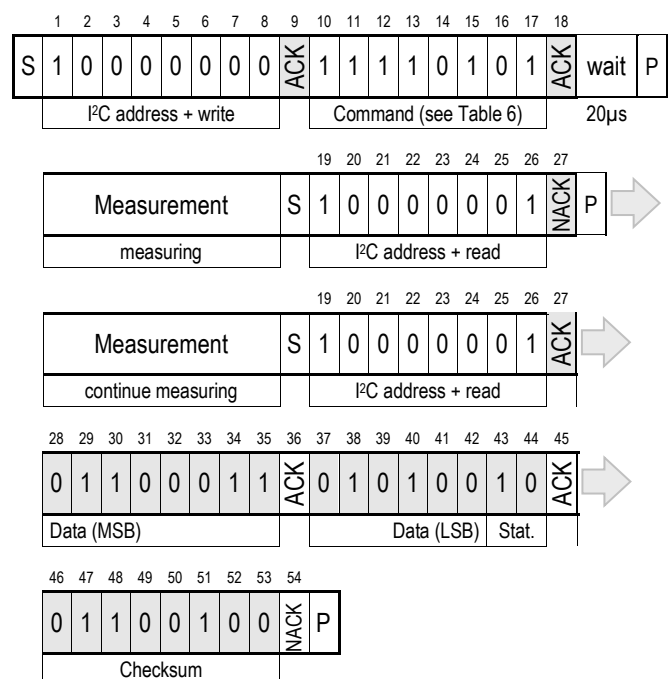 1 2 3 4 5 6 7 8 9 10 11 12 13 14 15 16 17 18
S 1 0 0 0 0 0 0 0 ACK 1 1 1 1 0 1 0 1 ACK wait P
I²C address + write Command (see Table 6) 20µs
19 20 21 22 23 24 25 26 27
Measurement S 1 0 0 0 0 0 0 1 NACK P
measuring I²C address + read
19 20 21 22 23 24 25 26 27
Measurement S 1 0 0 0 0 0 0 1 ACK
continue measuring I²C address + read
28 29 30 31 32 33 34 35 36 37 38 39 40 41 42 43 44 45
0 1 1 0 0 0 1 1 ACK 0 1 0 1 0 0 1 0 ACK
Data (MSB) Data (LSB) Stat.
46 47 48 49 50 51 52 53 54
0 1 1 0 0 1 0 0 NACK P
Checksum